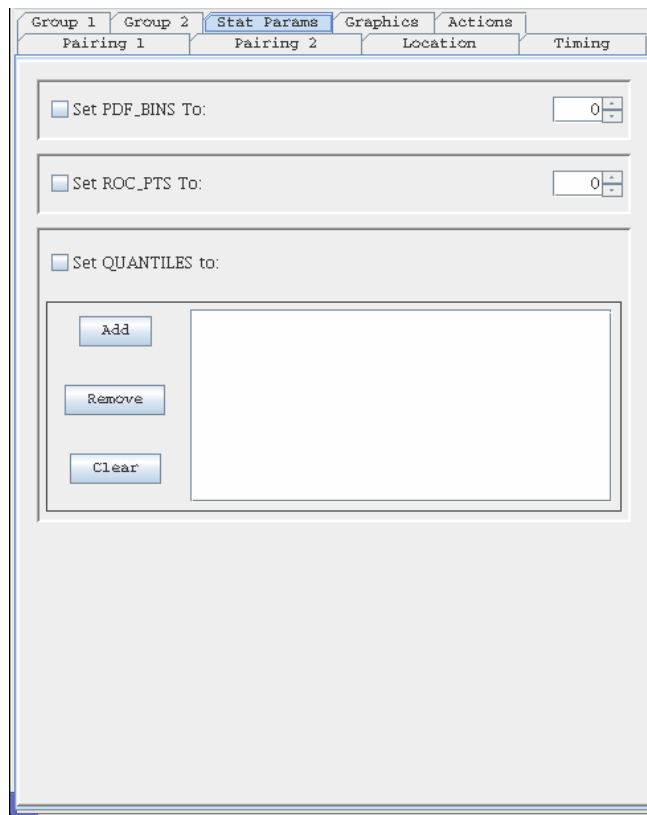 Group 1 Group 2 Stat Params Graphics Actions
Pairing 1 Pairing 2 Location Timing
Set PDF_BINS To: 0
Set ROC_PTS To: 0
Set QUANTILES to:
Add
Remove
Clear